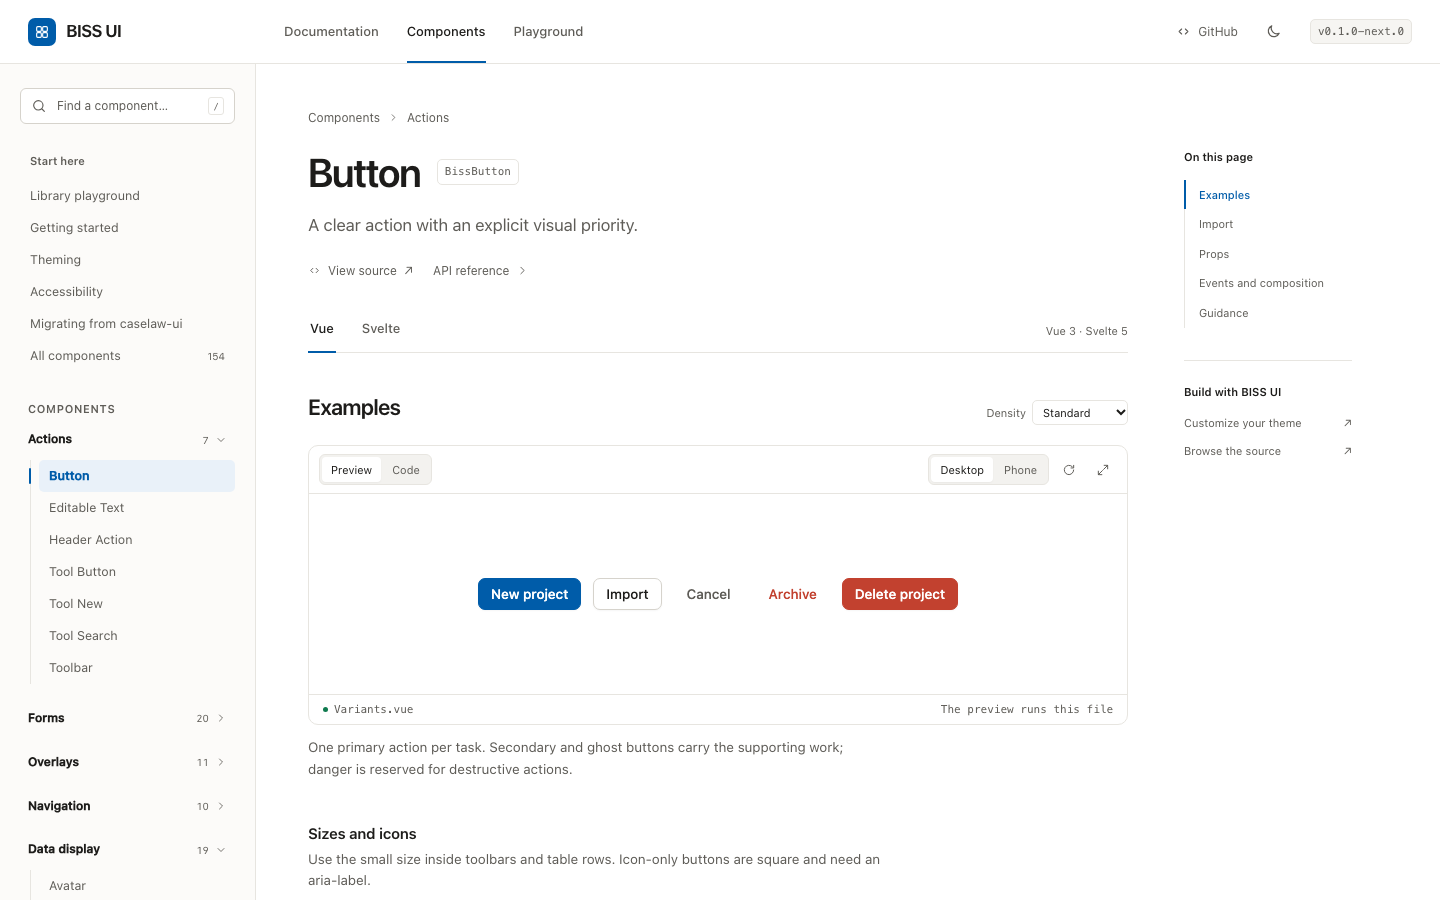 BISS UI
Documentation
Components
Playground
GitHub
v0.1.0-next.0
Find a component...
/
Start here
Library playground
Getting started
Theming
Accessibility
Migrating from caselaw-ui
All components 154
COMPONENTS
Actions 7
Button
Editable Text
Header Action
Tool Button
Tool New
Tool Search
Toolbar
Forms 20
Overlays 11
Navigation 10
Data display 19
Avatar
Components
Actions
Button BissButton
A clear action with an explicit visual priority.
View source
API reference
Vue
Svelte
Vue 3 · Svelte 5
Examples
Density Standard
Preview
Code
Desktop
Phone
New project
Import
Cancel
Archive
Delete project
Variants.vue
The preview runs this file
One primary action per task. Secondary and ghost buttons carry the supporting work;
danger is reserved for destructive actions.
Sizes and icons
Use the small size inside toolbars and table rows. Icon-only buttons are square and need an
aria-label.
On this page
Examples
Import
Props
Events and composition
Guidance
Build with BISS UI
Customize your theme
Browse the source